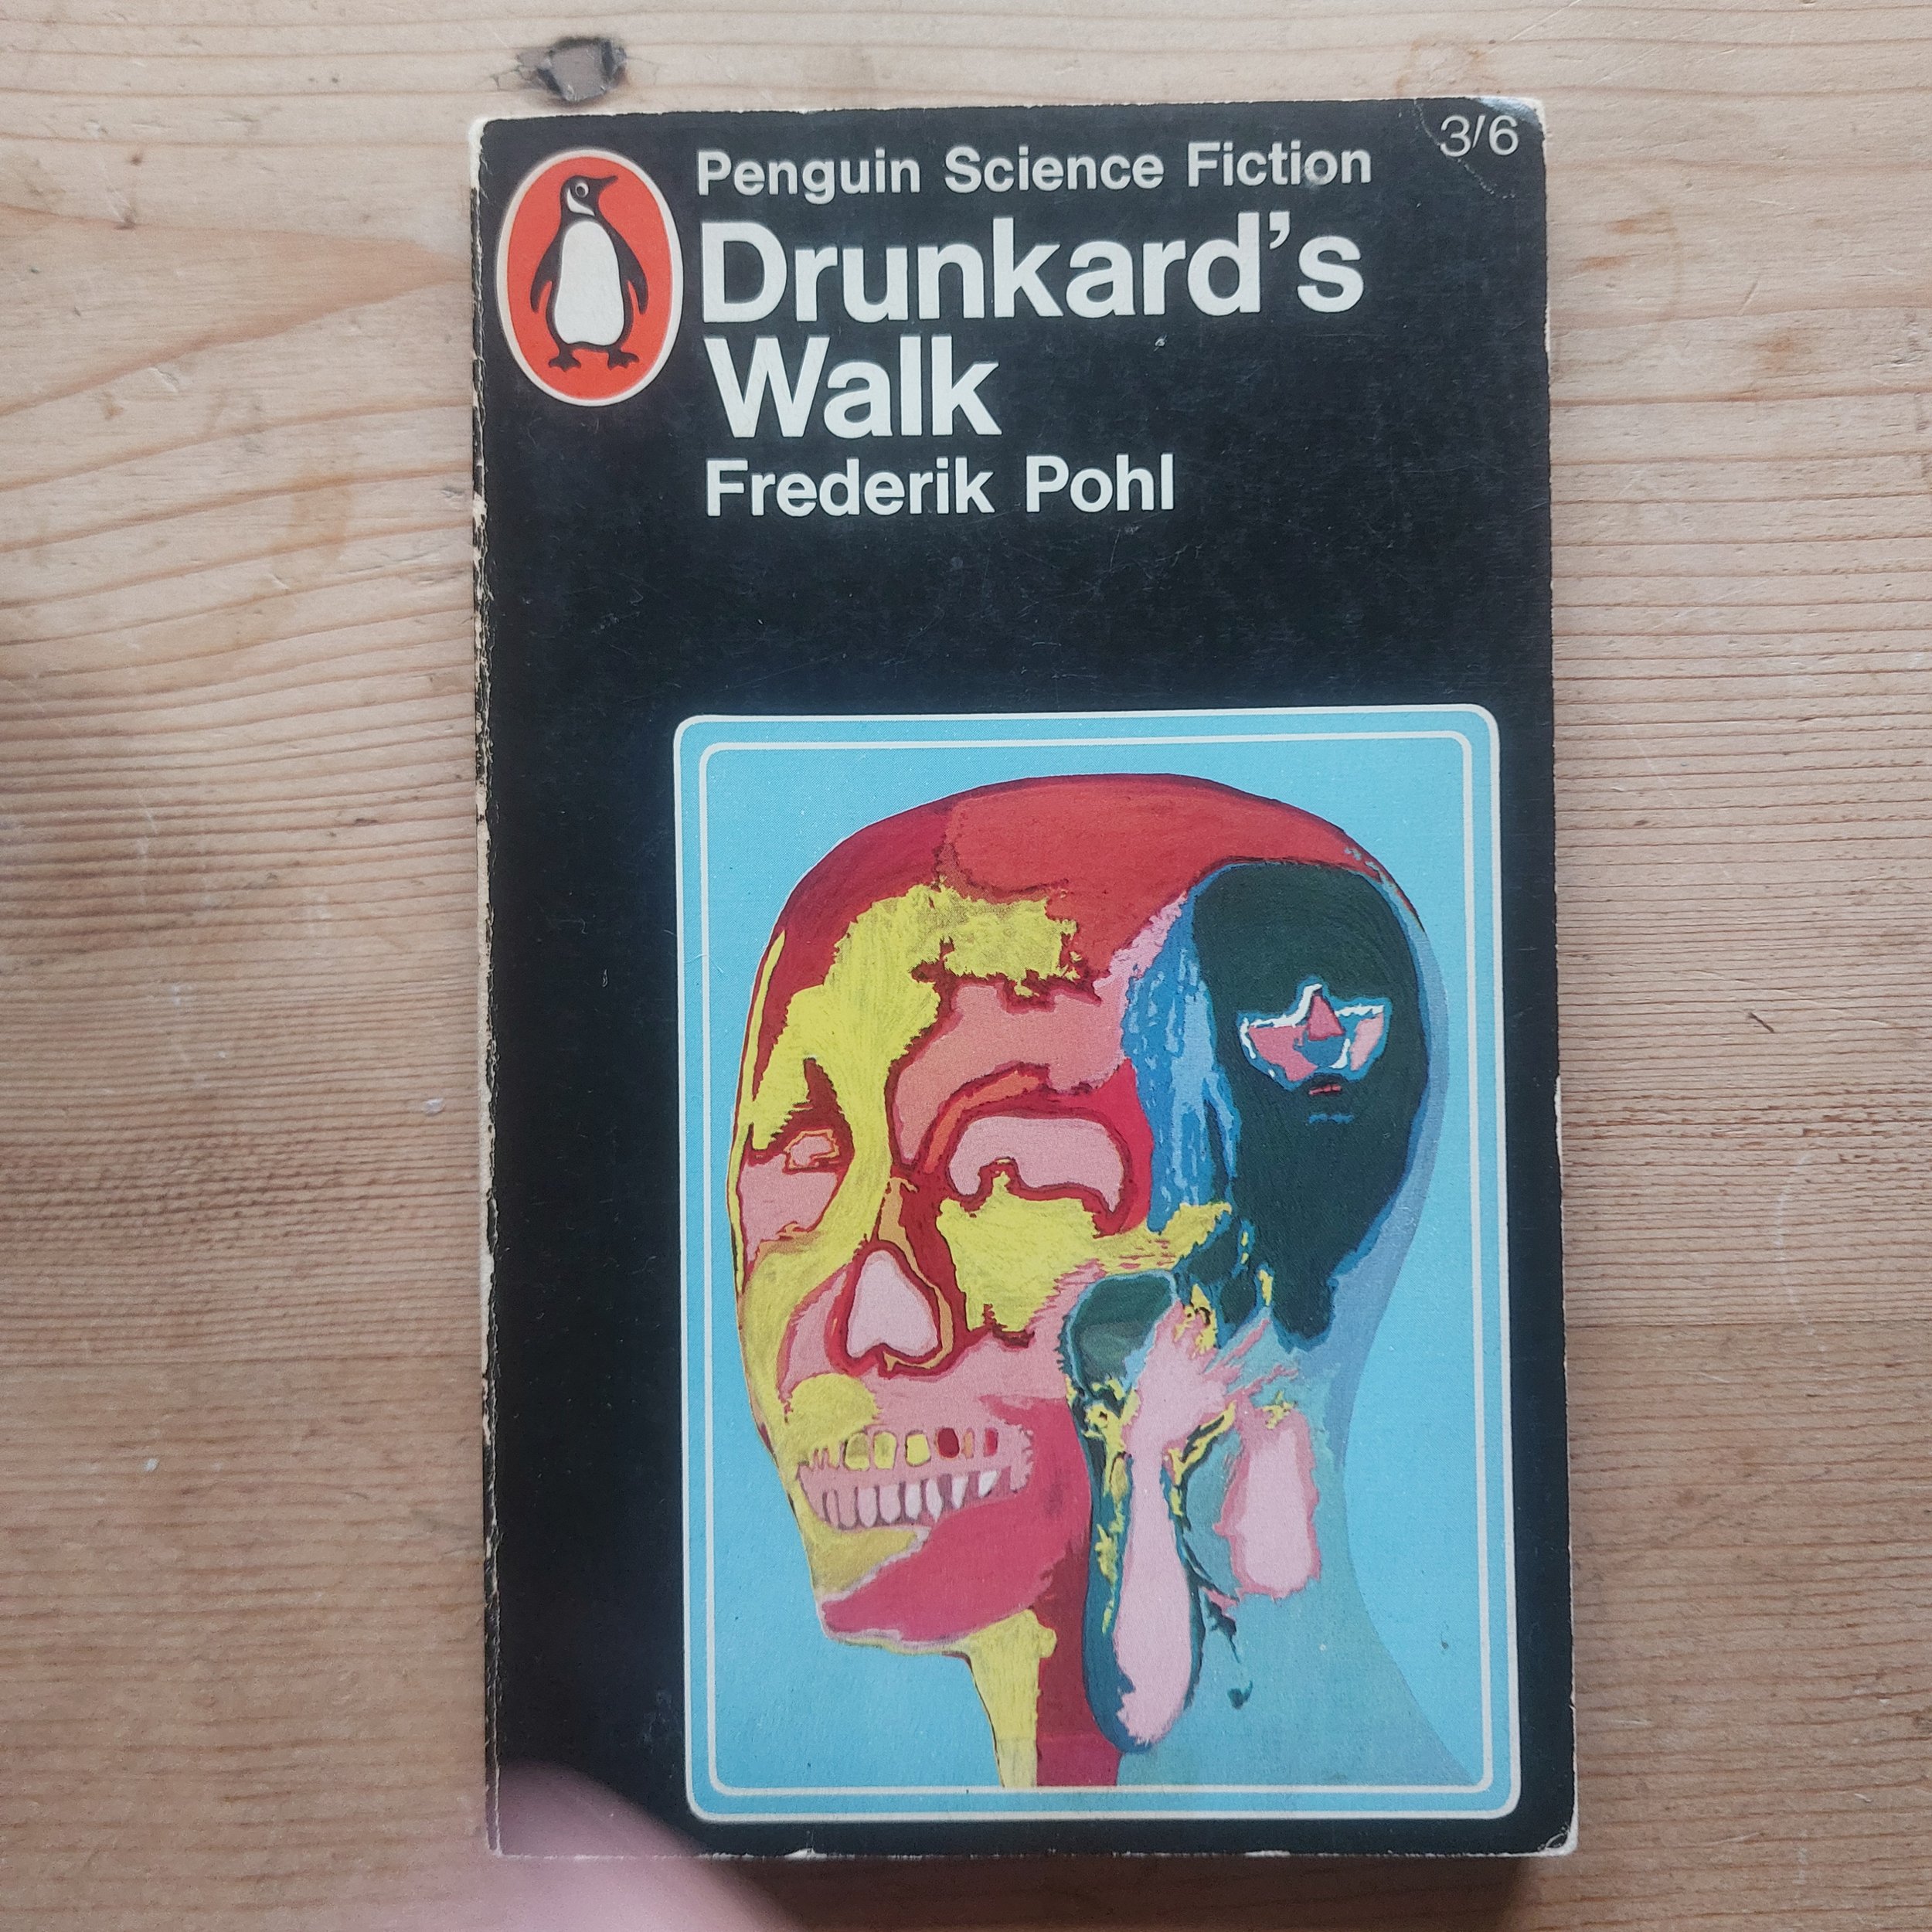 3/6
Penguin Science Fiction
Drunkard’s
Walk
Frederik Pohl